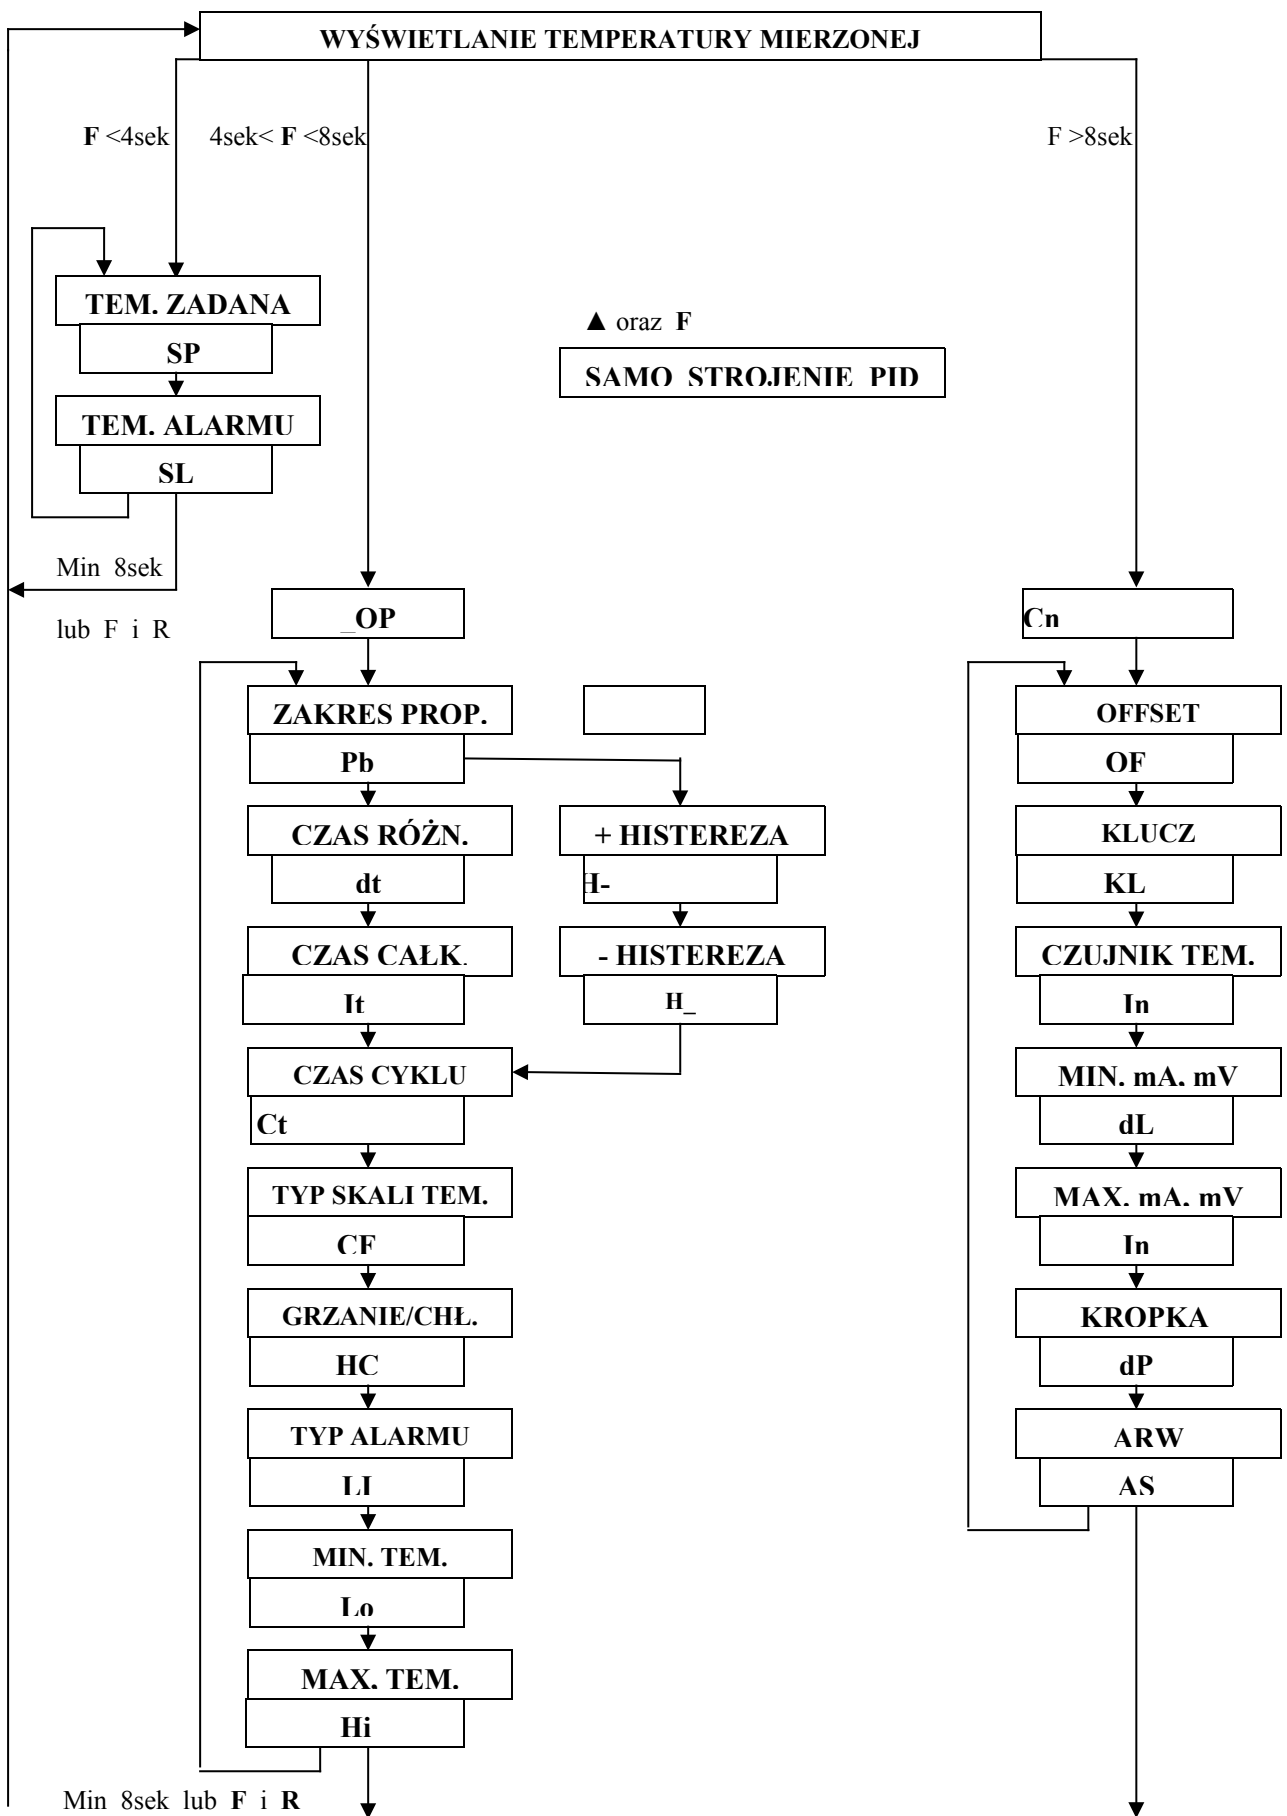 WYŚWIETLANIE TEMPERATURY MIERZONEJ
F <4sek
4sek< F <8sek
F >8sek
TEM. ZADANA
SP
TEM. ALARMU
SL
▲ oraz F
SAMO STROJENIE PID
Min 8sek
lub F i R
_OP
Cn
ZAKRES PROP.
Pb
CZAS RÓŻN.
dt
CZAS CAŁK.
It
CZAS CYKLU
Ct
TYP SKALI TEM.
CF
GRZANIE/CHŁ.
HC
TYP ALARMU
LI
MIN. TEM.
Lo
MAX. TEM.
Hi
+ HISTEREZA
H-
- HISTEREZA
H_
OFFSET
OF
KLUCZ
KL
CZUJNIK TEM.
In
MIN. mA, mV
dL
MAX. mA, mV
In
KROPKA
dP
ARW
AS
Min 8sek lub F i R